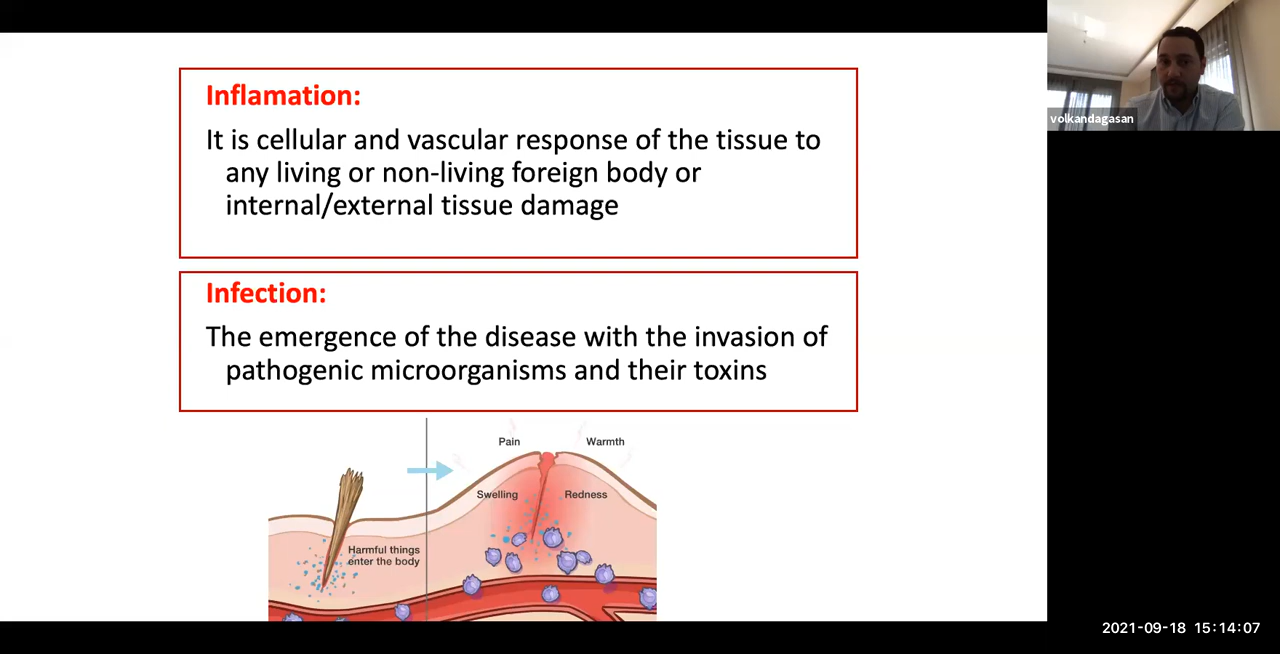 Inflamation:
It is cellular and vascular response of the tissue to
any living or non-living foreign body or
internal/external tissue damage
Infection:
The emergence of the disease with the invasion of
pathogenic microorganisms and their toxins
Pain
Warmth
Swelling
Redness
Harmful things
enter the body
volkandagasan
2021-09-18 15:14:07